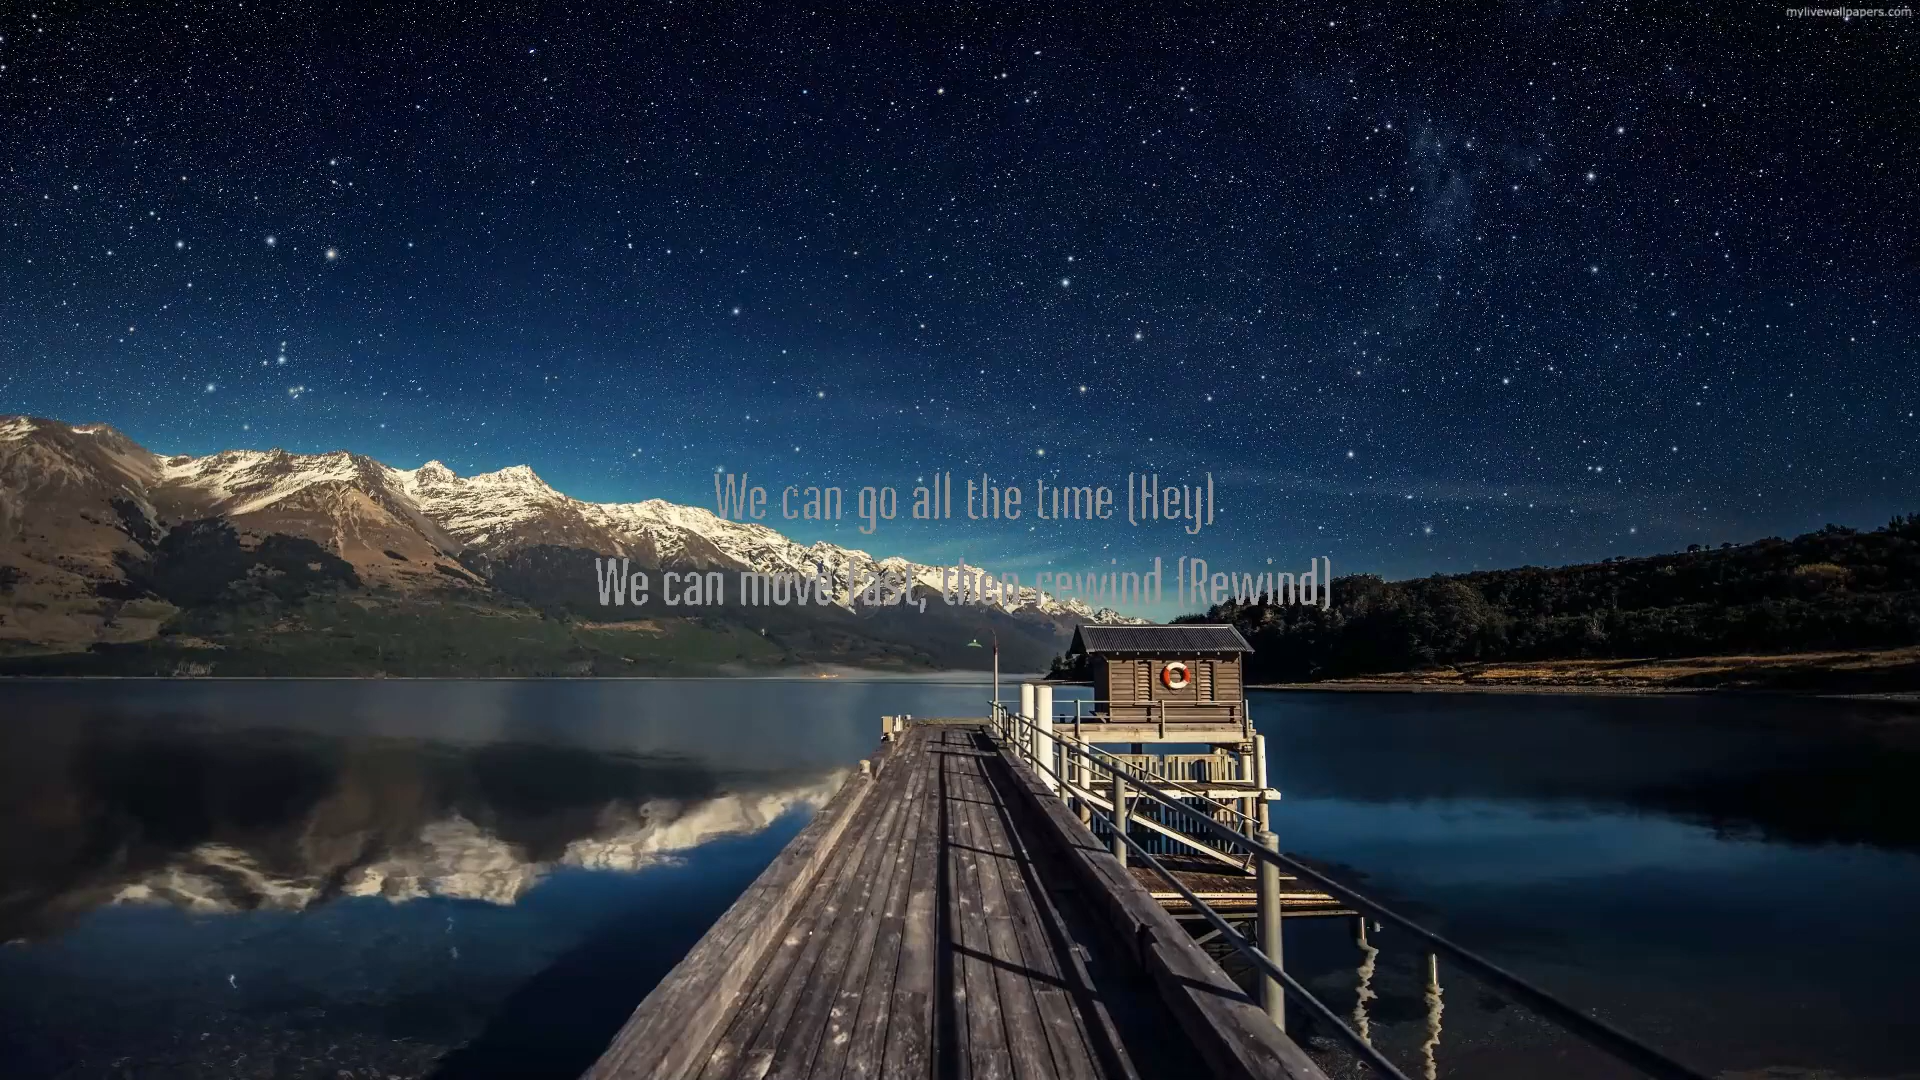 mylivewallpapers.com
We can go all the time (Hey)
We can move fast, then rewind (Rewind)